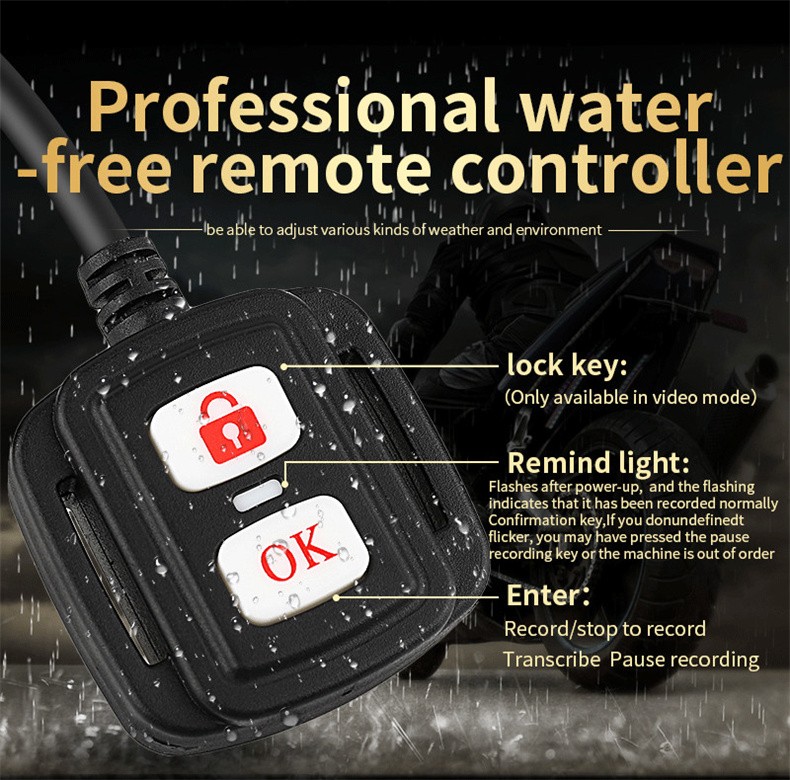 Professional water
-free remote controller
be able to adjust various kinds of weather and environment
lock key:
(Only available in video mode)
Remind light:
Flashes after power-up, and the flashing
indicates that it has been recorded normally
Confirmation key,If you donundefinedt
flicker, you may have pressed the pause
recording key or the machine is out of order
OK
Enter:
Record/stop to record
Transcribe Pause recording